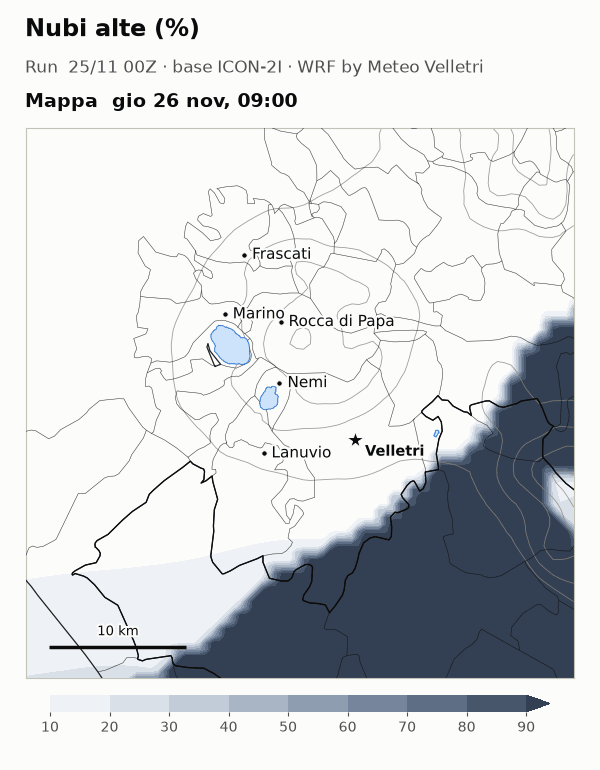 Nubi alte (%)
Run  25/11 00Z · base ICON-2I · WRF by Meteo Velletri
Mappa  gio 26 nov, 09:00
Frascati
Marino
Rocca di Papa
Nemi
Velletri
Lanuvio
10 km
10 20 30 40 50 60 70 80 90